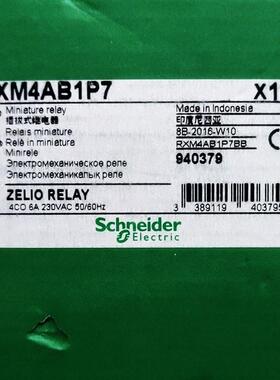 XM4AB1P7
X1
Miniature relay
Made in Indonesia
插拔式继电器
印度尼西亚
Relais miniature
8B-2016-W10
Relè in miniatura
RXM4AB1P7BB
Minirele
940379
Электромеханическое реле
Электромеханикалық реле
ZELIO RELAY
4CO 6A 230VAC 50/60Hz
Schneider
Electric
3 389119 403795